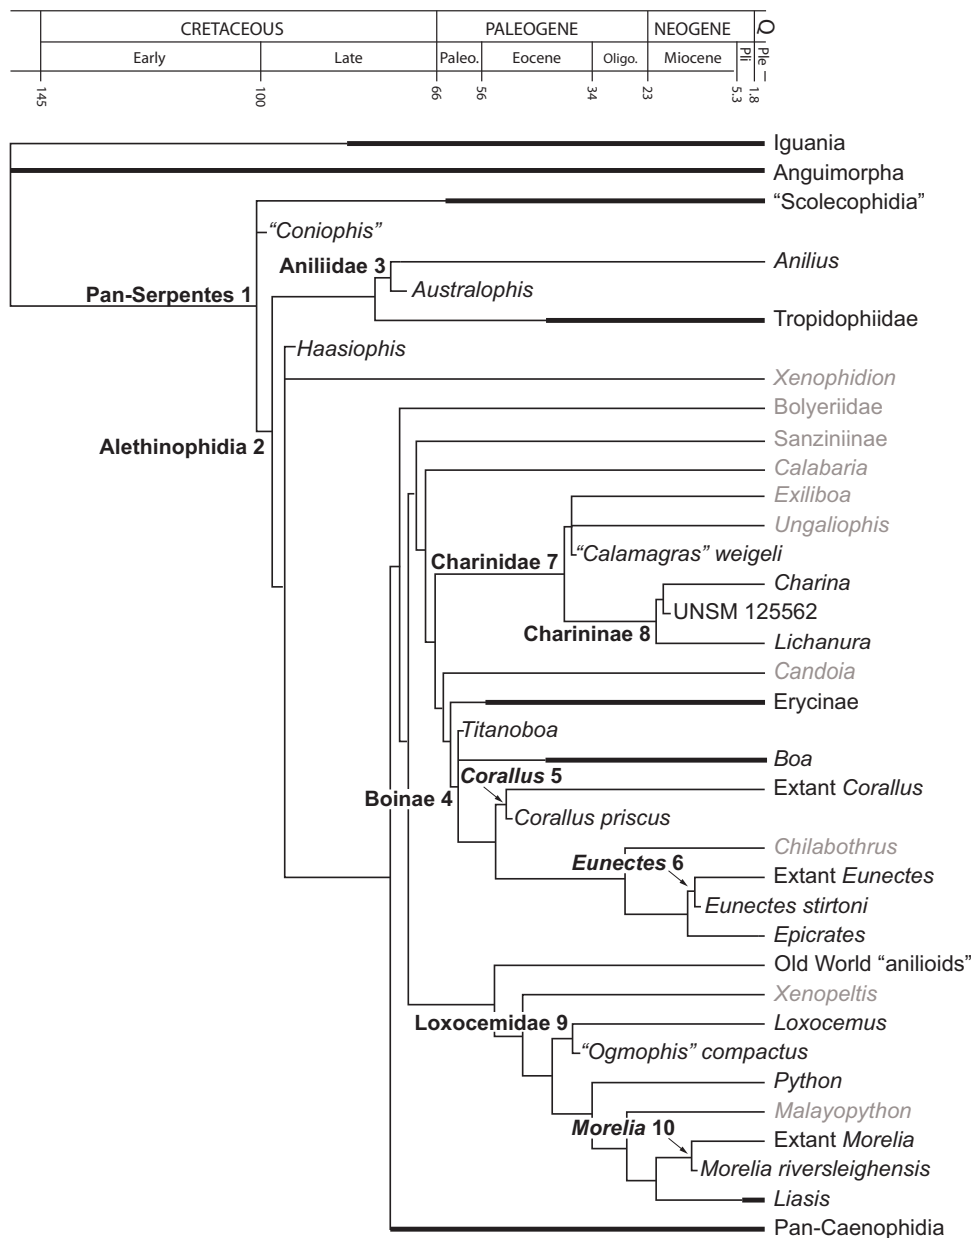 CRETACEOUS PALEOGENE NEOGENE Q
Early Late Paleo. Eocene Oligo. Miocene Pli Ple
145 100 66 56 34 23 5.3 1.8
Iguania
Anguimorpha
“Scolecophidia”
“Coniophis”
Anilius
Aniliidae 3
Australophis
Pan-Serpentes 1
Tropidophiidae
Haasiophis
Xenophidion
Bolyeriidae
Alethinophidia 2
Sanziniinae
Calabaria
Exiliboa
Ungaliophis
“Calamagras” weigeli
Charinidae 7
Charina
UNSM 125562
Charininae 8
Lichanura
Candoia
Erycinae
Titanoboa
Boa
Corallus 5
Extant Corallus
Boinae 4
Corallus priscus
Chilabothrus
Eunectes 6
Extant Eunectes
Eunectes stirtoni
Epicrates
Old World “anilioids”
Xenopeltis
Loxocemidae 9
Loxocemus
“Ogmophis” compactus
Python
Malayopython
Morelia 10
Extant Morelia
Morelia riversleighensis
Liasis
Pan-Caenophidia